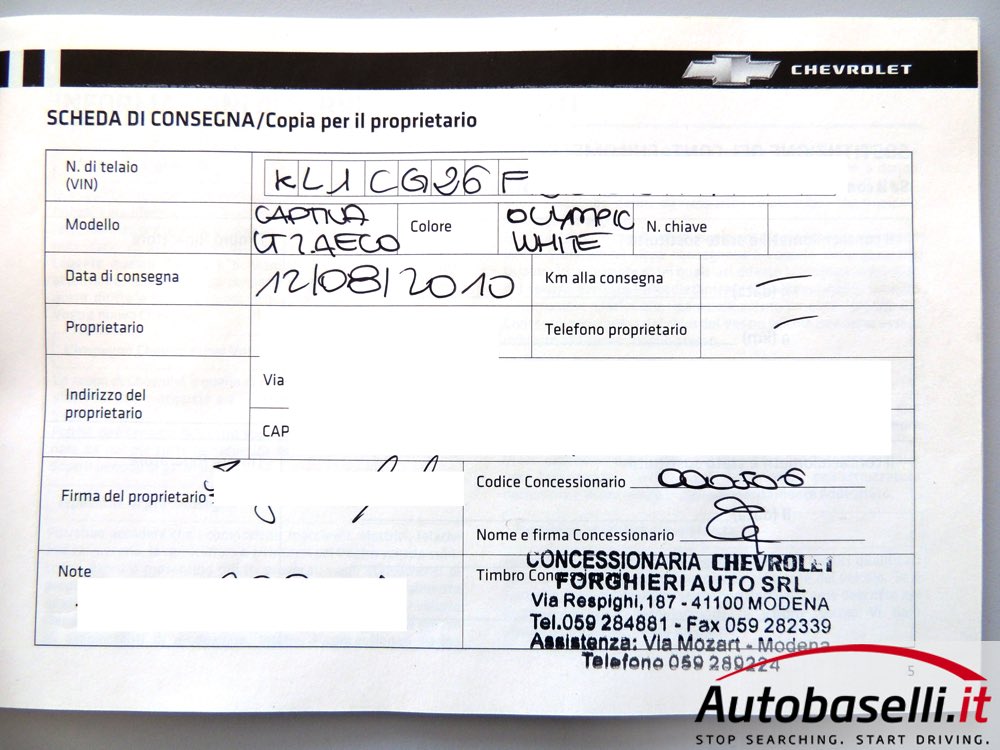 CHEVROLET
SCHEDA DI CONSEGNA/Copia per il proprietario
N. di telaio
(VIN)
KL1CG26F
Modello
CAPTIVA
LT 2 AECO
Colore
OLYMPIC
WHITE
N. chiave
Data di consegna
12/08/2010
Km alla consegna
Proprietario
Telefono proprietario
Indirizzo del
proprietario
Via
CAP
Firma del proprietario
Codice Concessionario 000506
Nome e firma Concessionario
Note
Timbro Concessionario
CONCESSIONARIA CHEVROLET
FORGHIERI AUTO SRL
Via Respighi,187 - 41100 MODENA
Tel.059 284881 - Fax 059 282339
Assistenza: Via Mozart - Modena
Telefono 059 289224
5
Autobaselli.it
STOP SEARCHING. START DRIVING.